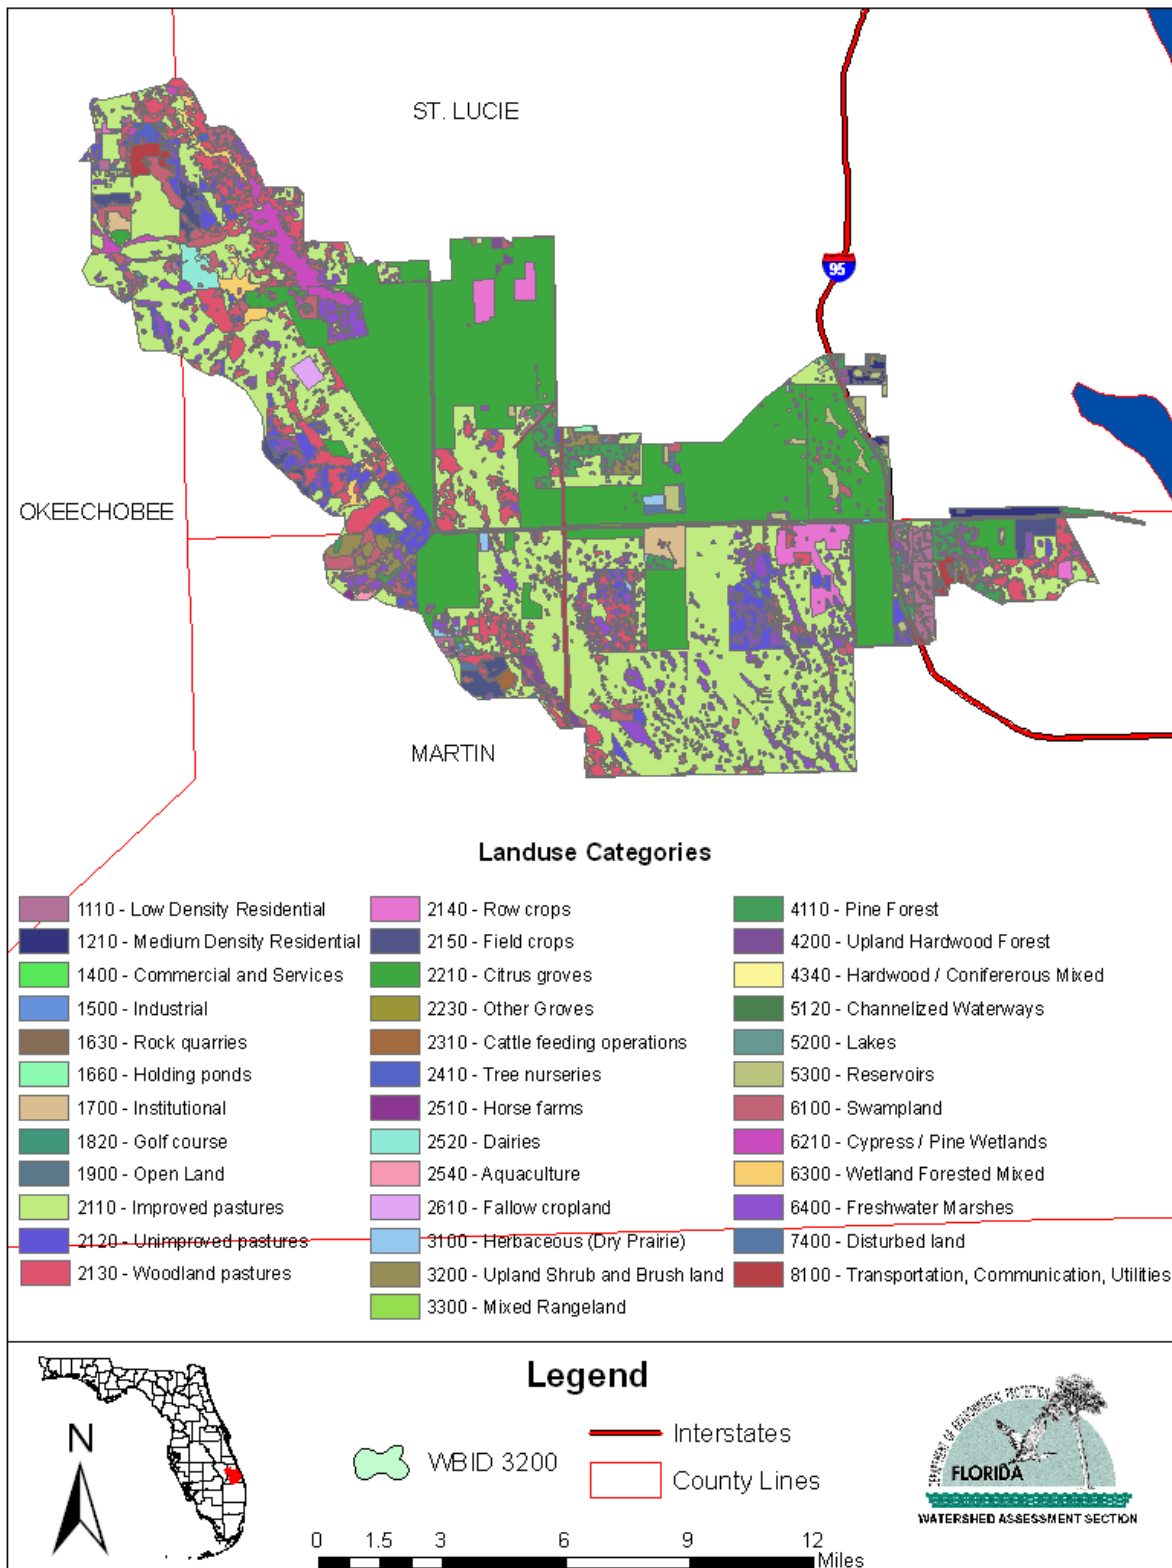 ST. LUCIE
95
OKEECHOBEE
MARTIN
Landuse Categories
1110 - Low Density Residential
1210 - Medium Density Residential
1400 - Commercial and Services
1500 - Industrial
1630 - Rock quarries
1660 - Holding ponds
1700 - Institutional
1820 - Golf course
1900 - Open Land
2110 - Improved pastures
2120 - Unimproved pastures
2130 - Woodland pastures
2140 - Row crops
2150 - Field crops
2210 - Citrus groves
2230 - Other Groves
2310 - Cattle feeding operations
2410 - Tree nurseries
2510 - Horse farms
2520 - Dairies
2540 - Aquaculture
2610 - Fallow cropland
3100 - Herbaceous (Dry Prairie)
3200 - Upland Shrub and Brush land
3300 - Mixed Rangeland
4110 - Pine Forest
4200 - Upland Hardwood Forest
4340 - Hardwood / Conifererous Mixed
5120 - Channelized Waterways
5200 - Lakes
5300 - Reservoirs
6100 - Swampland
6210 - Cypress / Pine Wetlands
6300 - Wetland Forested Mixed
6400 - Freshwater Marshes
7400 - Disturbed land
8100 - Transportation, Communication, Utilities
Legend
N
WBID 3200
Interstates
County Lines
0 1.5 3 6 9 12
Miles
DEPARTMENT OF ENVIRONMENTAL PROTECTION
FLORIDA
WATERSHED ASSESSMENT SECTION